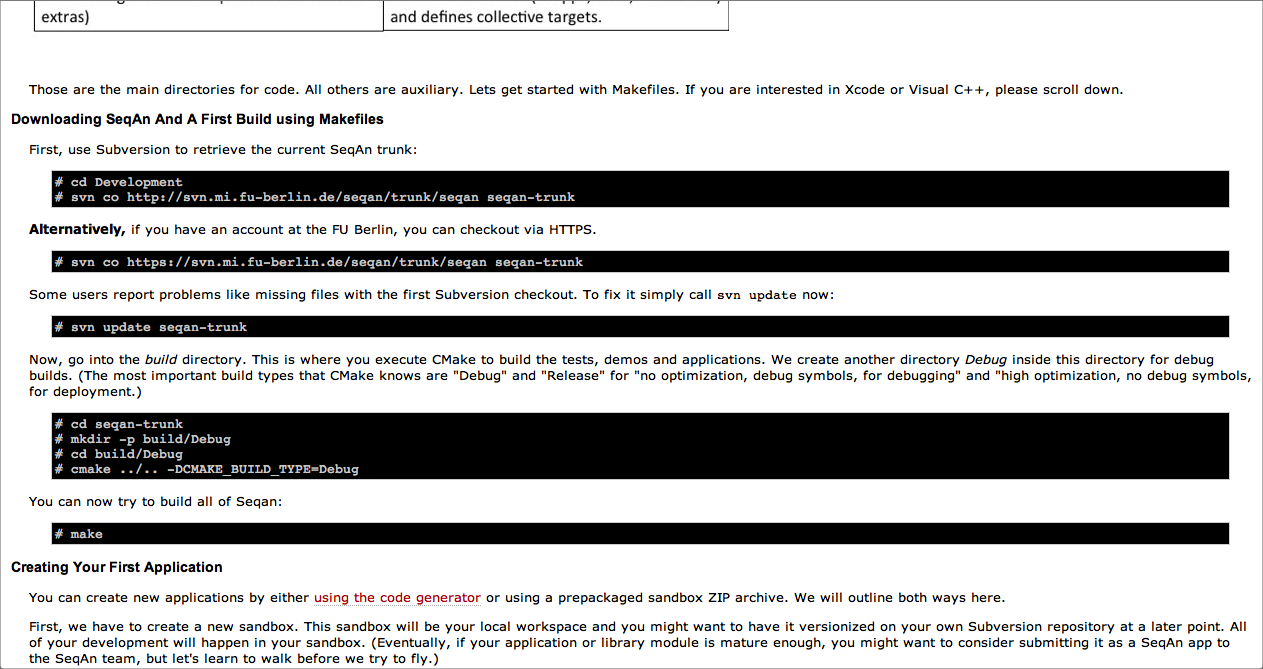 extras)
and defines collective targets.
Those are the main directories for code. All others are auxiliary. Lets get started with Makefiles. If you are interested in Xcode or Visual C++, please scroll down.
Downloading SeqAn And A First Build using Makefiles
First, use Subversion to retrieve the current SeqAn trunk:
# cd Development
# svn co http://svn.mi.fu-berlin.de/seqan/trunk/seqan seqan-trunk
Alternatively, if you have an account at the FU Berlin, you can checkout via HTTPS.
# svn co https://svn.mi.fu-berlin.de/seqan/trunk/seqan seqan-trunk
Some users report problems like missing files with the first Subversion checkout. To fix it simply call svn update now:
# svn update seqan-trunk
Now, go into the build directory. This is where you execute CMake to build the tests, demos and applications. We create another directory Debug inside this directory for debug
builds. (The most important build types that CMake knows are "Debug" and "Release" for "no optimization, debug symbols, for debugging" and "high optimization, no debug symbols,
for deployment.)
# cd seqan-trunk
# mkdir -p build/Debug
# cd build/Debug
# cmake ../.. -DCMAKE_BUILD_TYPE=Debug
You can now try to build all of Seqan:
# make
Creating Your First Application
You can create new applications by either using the code generator or using a prepackaged sandbox ZIP archive. We will outline both ways here.
First, we have to create a new sandbox. This sandbox will be your local workspace and you might want to have it versionized on your own Subversion repository at a later point. All
of your development will happen in your sandbox. (Eventually, if your application or library module is mature enough, you might want to consider submitting it as a SeqAn app to
the SeqAn team, but let's learn to walk before we try to fly.)